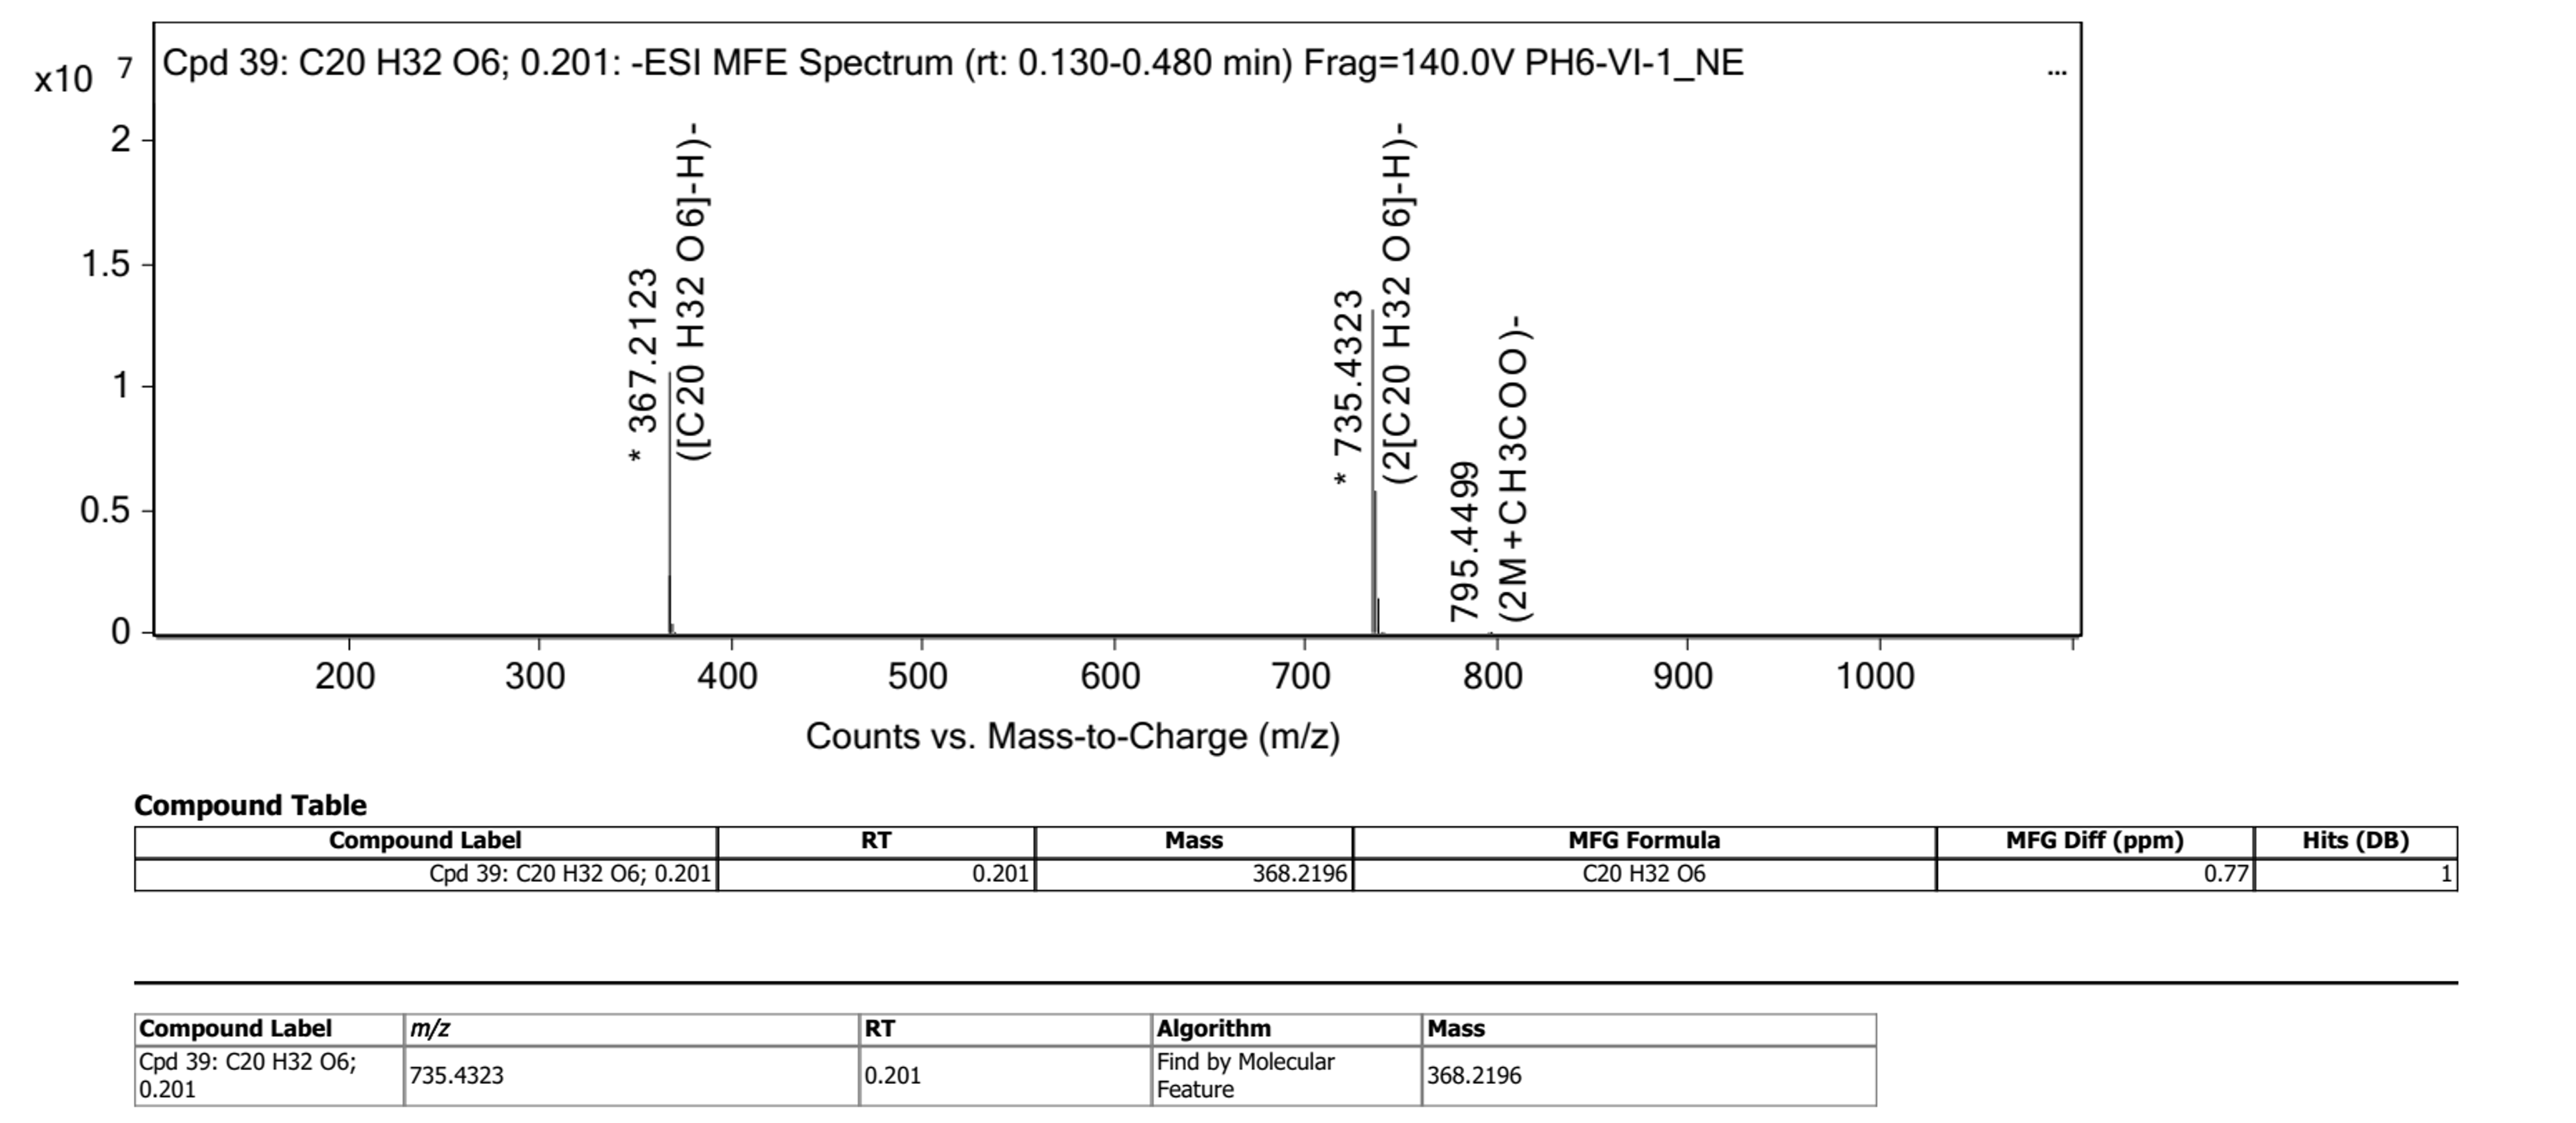 x10 7
Cpd 39: C20 H32 O6; 0.201: -ESI MFE Spectrum (rt: 0.130-0.480 min) Frag=140.0V PH6-VI-1_NE ...
2
1.5
1
0.5
0
* 367.2123
([C20 H32 O6]-H)-
* 735.4323
(2[C20 H32 O6]-H)-
795.4499
(2M+CH3COO)-
200 300 400 500 600 700 800 900 1000
Counts vs. Mass-to-Charge (m/z)
Compound Table
Compound Label RT Mass MFG Formula MFG Diff (ppm) Hits (DB)
Cpd 39: C20 H32 O6; 0.201 0.201 368.2196 C20 H32 O6 0.77 1
Compound Label m/z RT Algorithm Mass
Cpd 39: C20 H32 O6; 0.201 735.4323 0.201 Find by Molecular Feature 368.2196